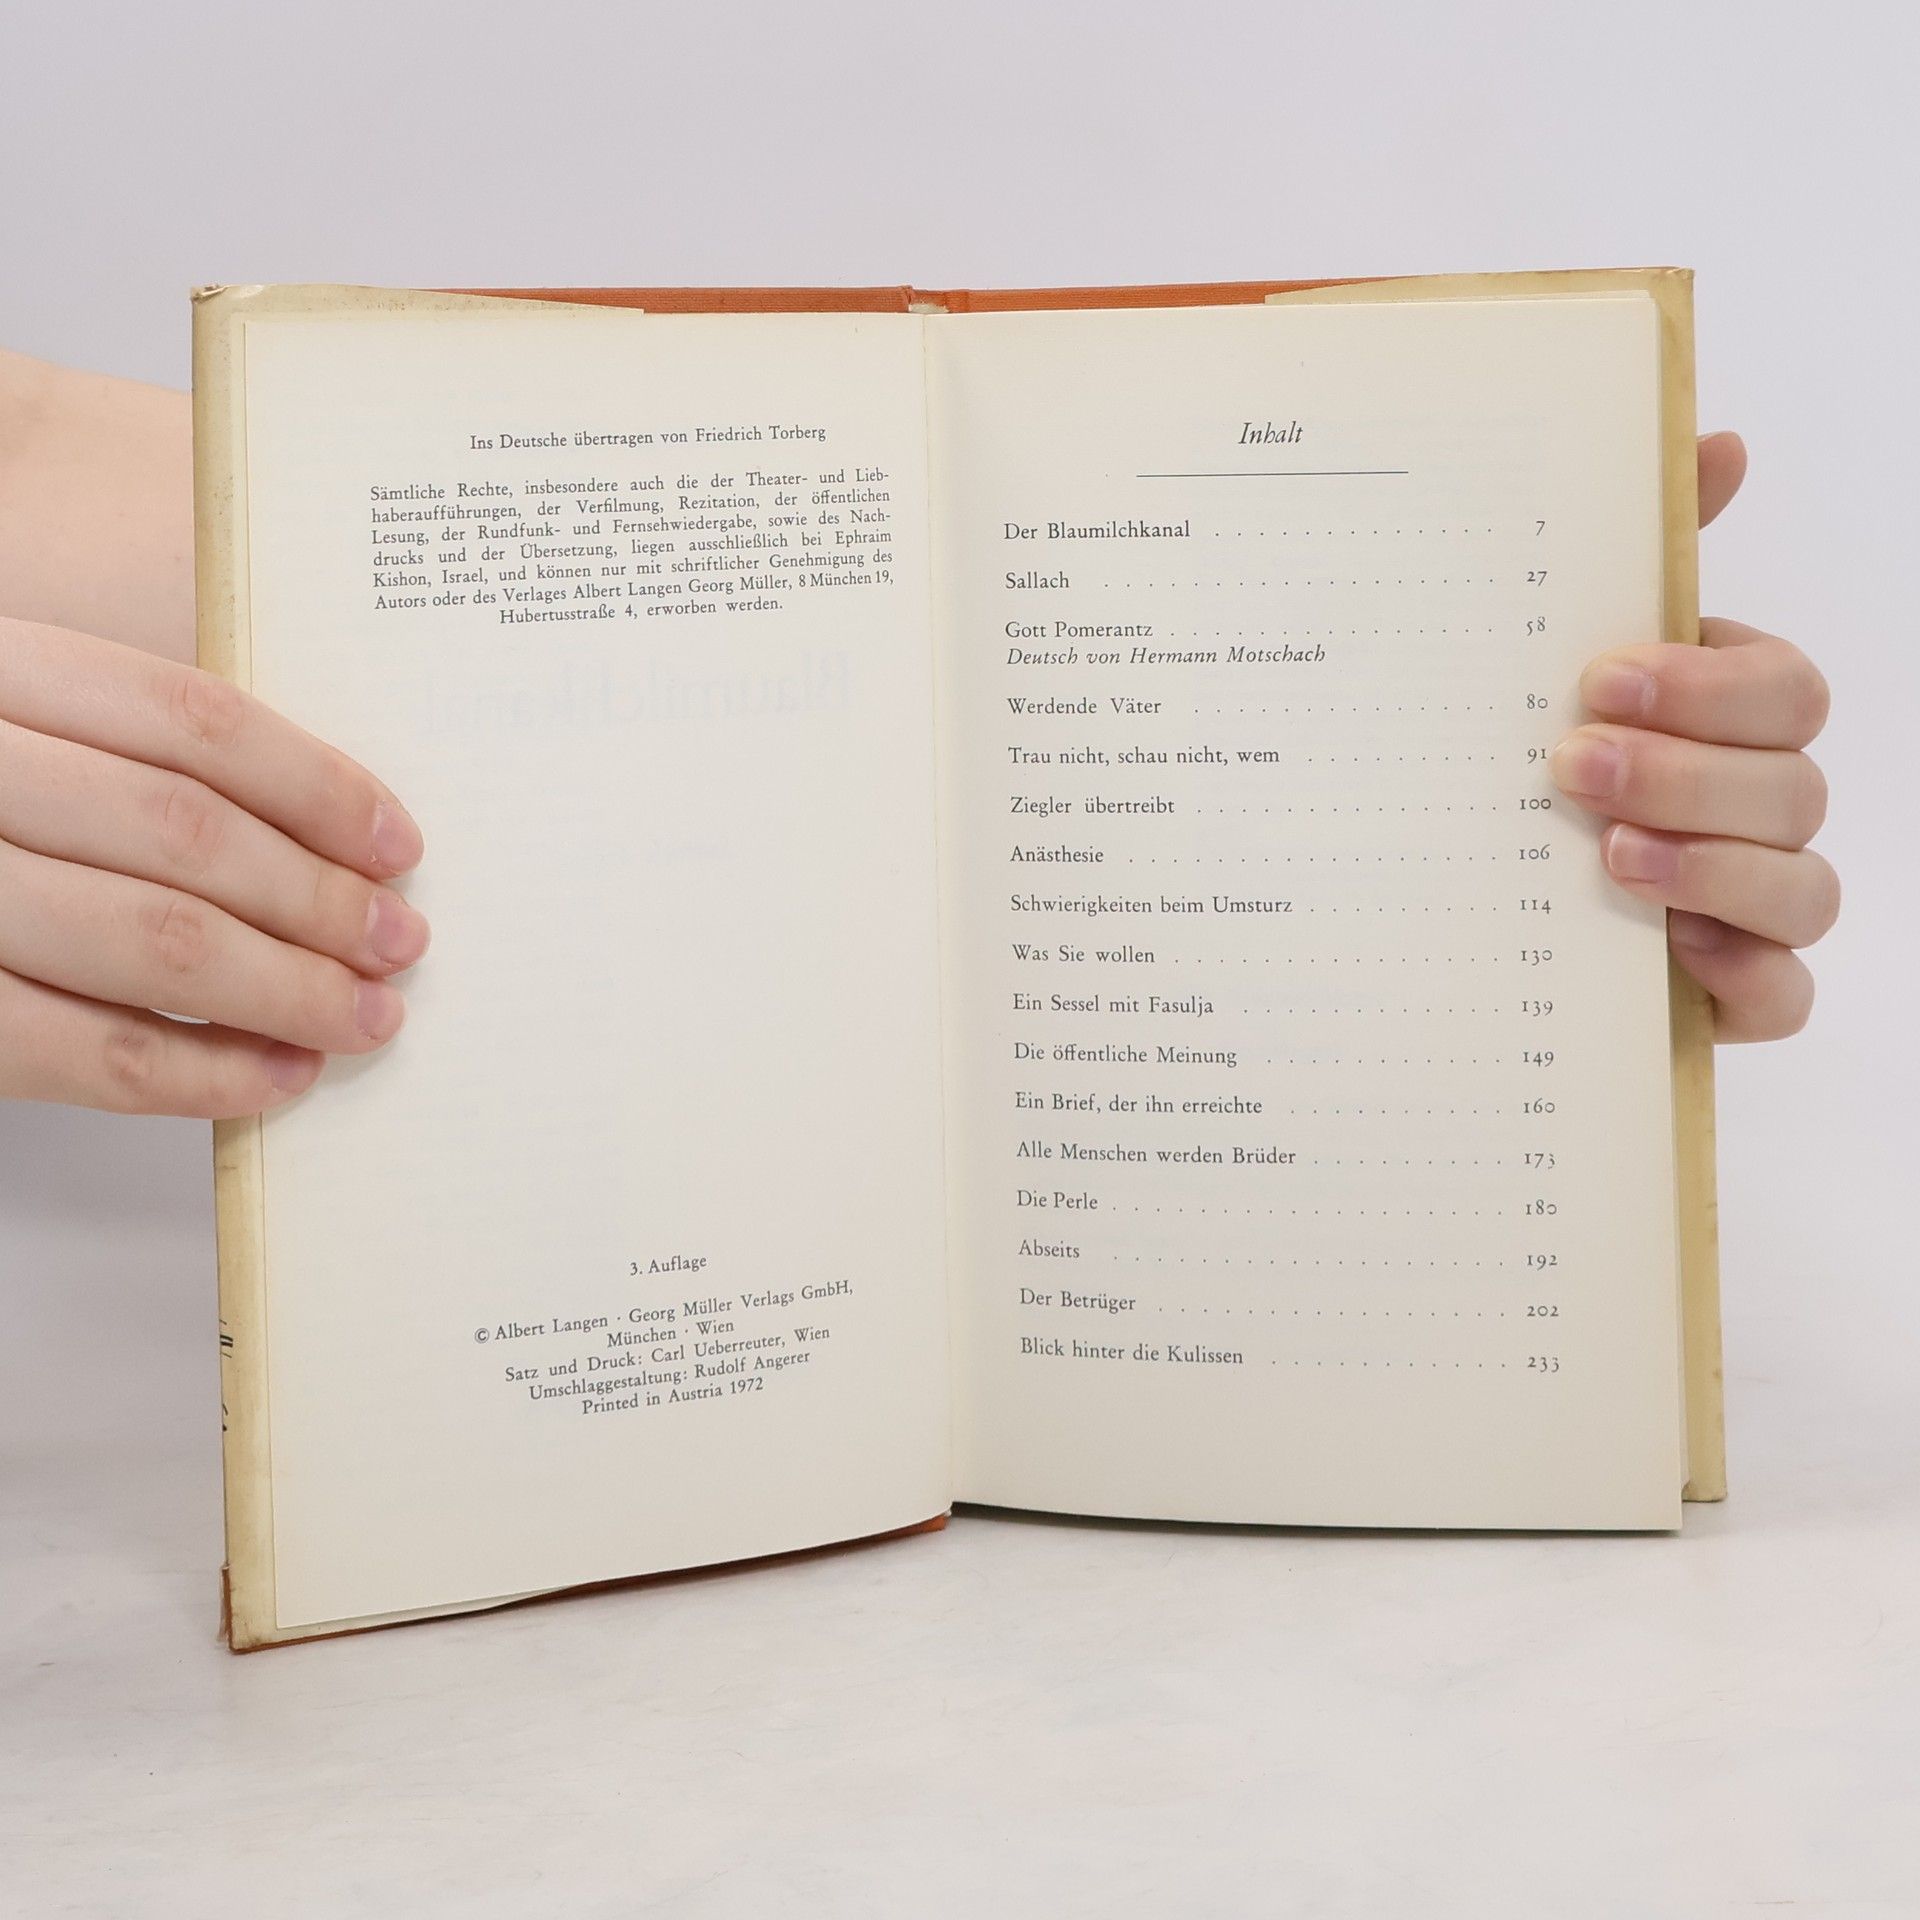 Ins Deutsche übertragen von Friedrich Torberg
Sämtliche Rechte, insbesondere auch die der Theater- und Lieb-
haberaufführungen, der Verfilmung, Rezitation, der öffentlichen
Lesung, der Rundfunk- und Fernsehwiedergabe, sowie des Nach-
drucks und der Übersetzung, liegen ausschließlich bei Ephraim
Kishon, Israel, und können nur mit schriftlicher Genehmigung des
Autors oder des Verlages Albert Langen Georg Müller, 8 München 19,
Hubertusstraße 4, erworben werden.
3. Auflage
© Albert Langen · Georg Müller Verlags GmbH,
München · Wien
Satz und Druck: Carl Ueberreuter, Wien
Umschlaggestaltung: Rudolf Angerer
Printed in Austria 1972
Inhalt
Der Blaumilchkanal . . . . . . . . . . . . . 7
Sallach . . . . . . . . . . . . . . . . . . 27
Gott Pomerantz . . . . . . . . . . . . . . . 58
Deutsch von Hermann Motschach
Werdende Väter . . . . . . . . . . . . . . 80
Trau nicht, schau nicht, wem . . . . . . . . . 91
Ziegler übertreibt . . . . . . . . . . . . . . 100
Anästhesie . . . . . . . . . . . . . . . . . 106
Schwierigkeiten beim Umsturz . . . . . . . . . 114
Was Sie wollen . . . . . . . . . . . . . . . 130
Ein Sessel mit Fasulja . . . . . . . . . . . . 139
Die öffentliche Meinung . . . . . . . . . . . 149
Ein Brief, der ihn erreichte . . . . . . . . . . 160
Alle Menschen werden Brüder . . . . . . . . . 173
Die Perle . . . . . . . . . . . . . . . . . . 180
Abseits . . . . . . . . . . . . . . . . . . 192
Der Betrüger . . . . . . . . . . . . . . . . 202
Blick hinter die Kulissen . . . . . . . . . . . 233